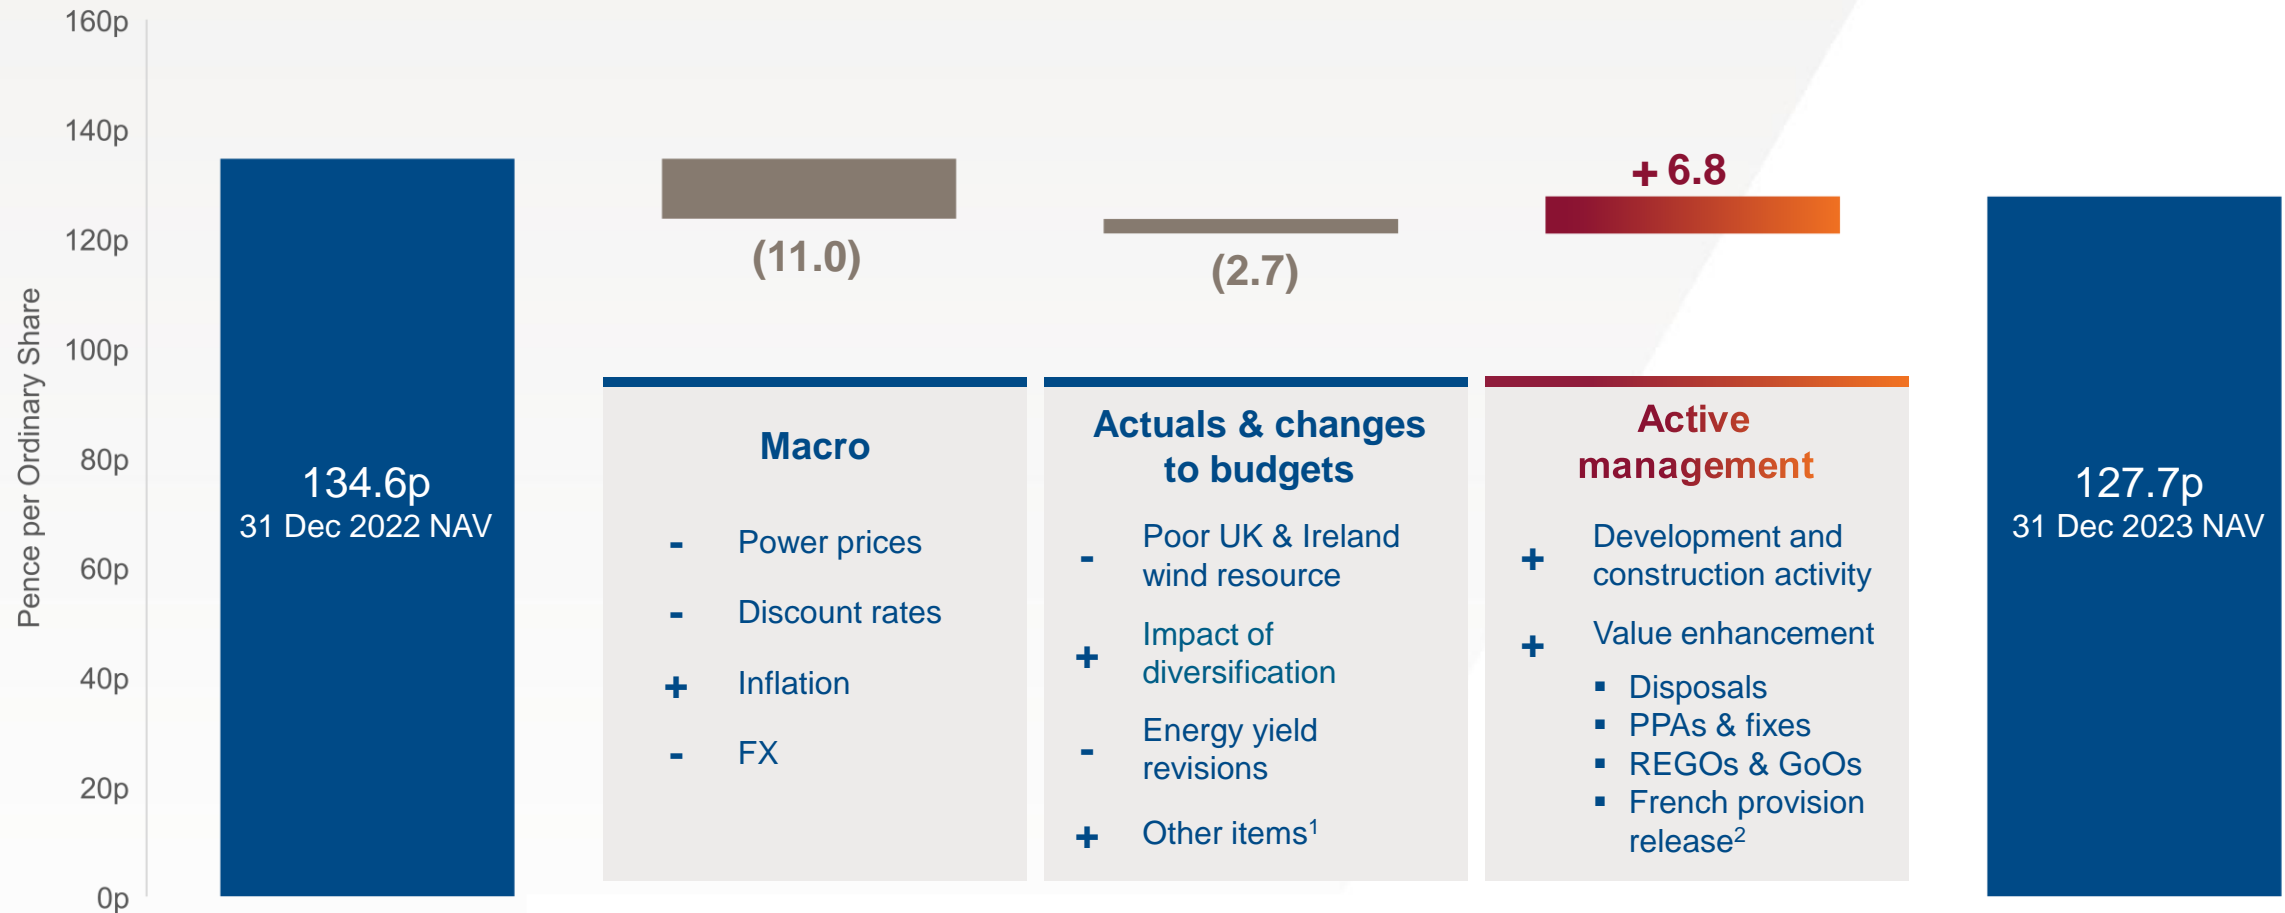 160p
140p
120p
100p
80p
60p
40p
20p
0p
Pence per Ordinary Share
134.6p
31 Dec 2022 NAV
(11.0)
(2.7)
+ 6.8
Macro
- Power prices
- Discount rates
+ Inflation
- FX
Actuals & changes
to budgets
- Poor UK & Ireland
wind resource
+ Impact of
diversification
- Energy yield
revisions
+ Other items¹
Active
management
+ Development and
construction activity
+ Value enhancement
▪ Disposals
▪ PPAs & fixes
▪ REGOs & GoOs
▪ French provision
release²
127.7p
31 Dec 2023 NAV